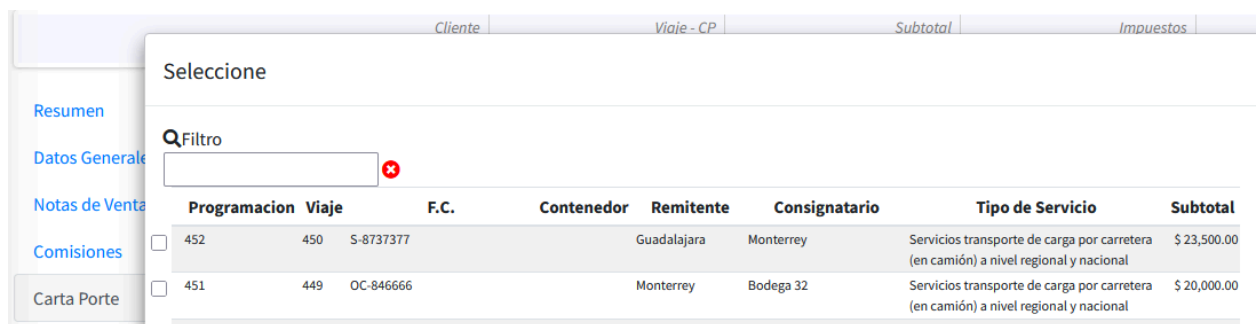 Cliente Viaje - CP Subtotal Impuestos
Seleccione
Resumen
Filtro
Datos Generale
Notas de Venta
Programacion Viaje F.C. Contenedor Remitente Consignatario Tipo de Servicio Subtotal
452 450 S-8737377 Guadalajara Monterrey Servicios transporte de carga por carretera $ 23,500.00
(en camión) a nivel regional y nacional
Comisiones
451 449 OC-846666 Monterrey Bodega 32 Servicios transporte de carga por carretera $ 20,000.00
(en camión) a nivel regional y nacional
Carta Porte